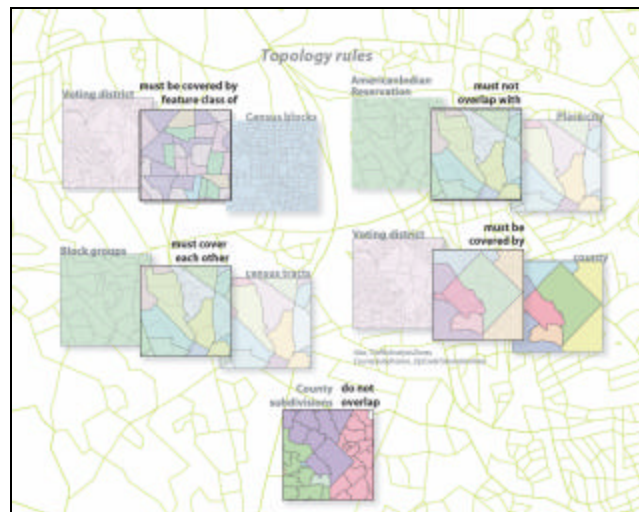 Topology rules
Voting district
must be covered by
feature class of
Census blocks
AmericanIndian
Reservation
must not
overlap with
Place/city
Block groups
must cover
each other
census tracts
Voting district
must be
covered by
county
County
subdivisions
do not
overlap